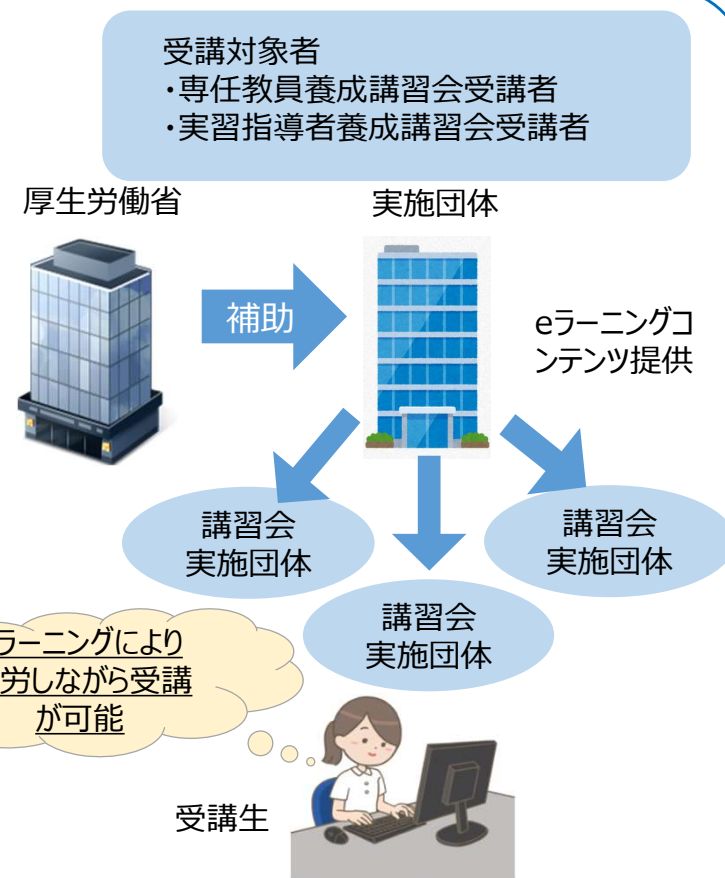 受講対象者
・専任教員養成講習会受講者
・実習指導者養成講習会受講者
厚生労働省
実施団体
補助
eラーニングコ
ンテンツ提供
講習会
実施団体
講習会
実施団体
講習会
実施団体
ラーニングにより
労しながら受講
が可能
受講生